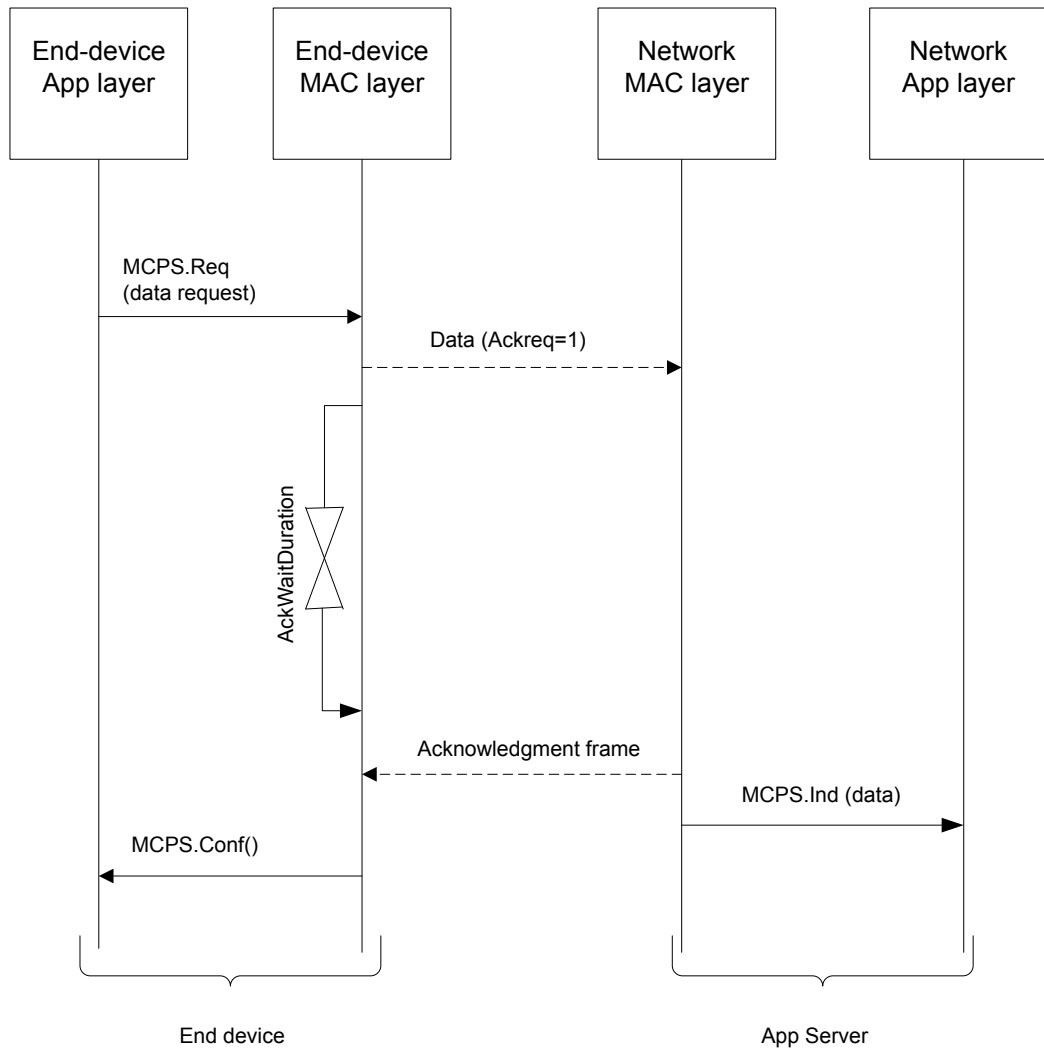 End-device
App layer
End-device
MAC layer
Network
MAC layer
Network
App layer
MCPS.Req
(data request)
Data (Ackreq=1)
AckWaitDuration
Acknowledgment frame
MCPS.Ind (data)
MCPS.Conf()
End device
App Server